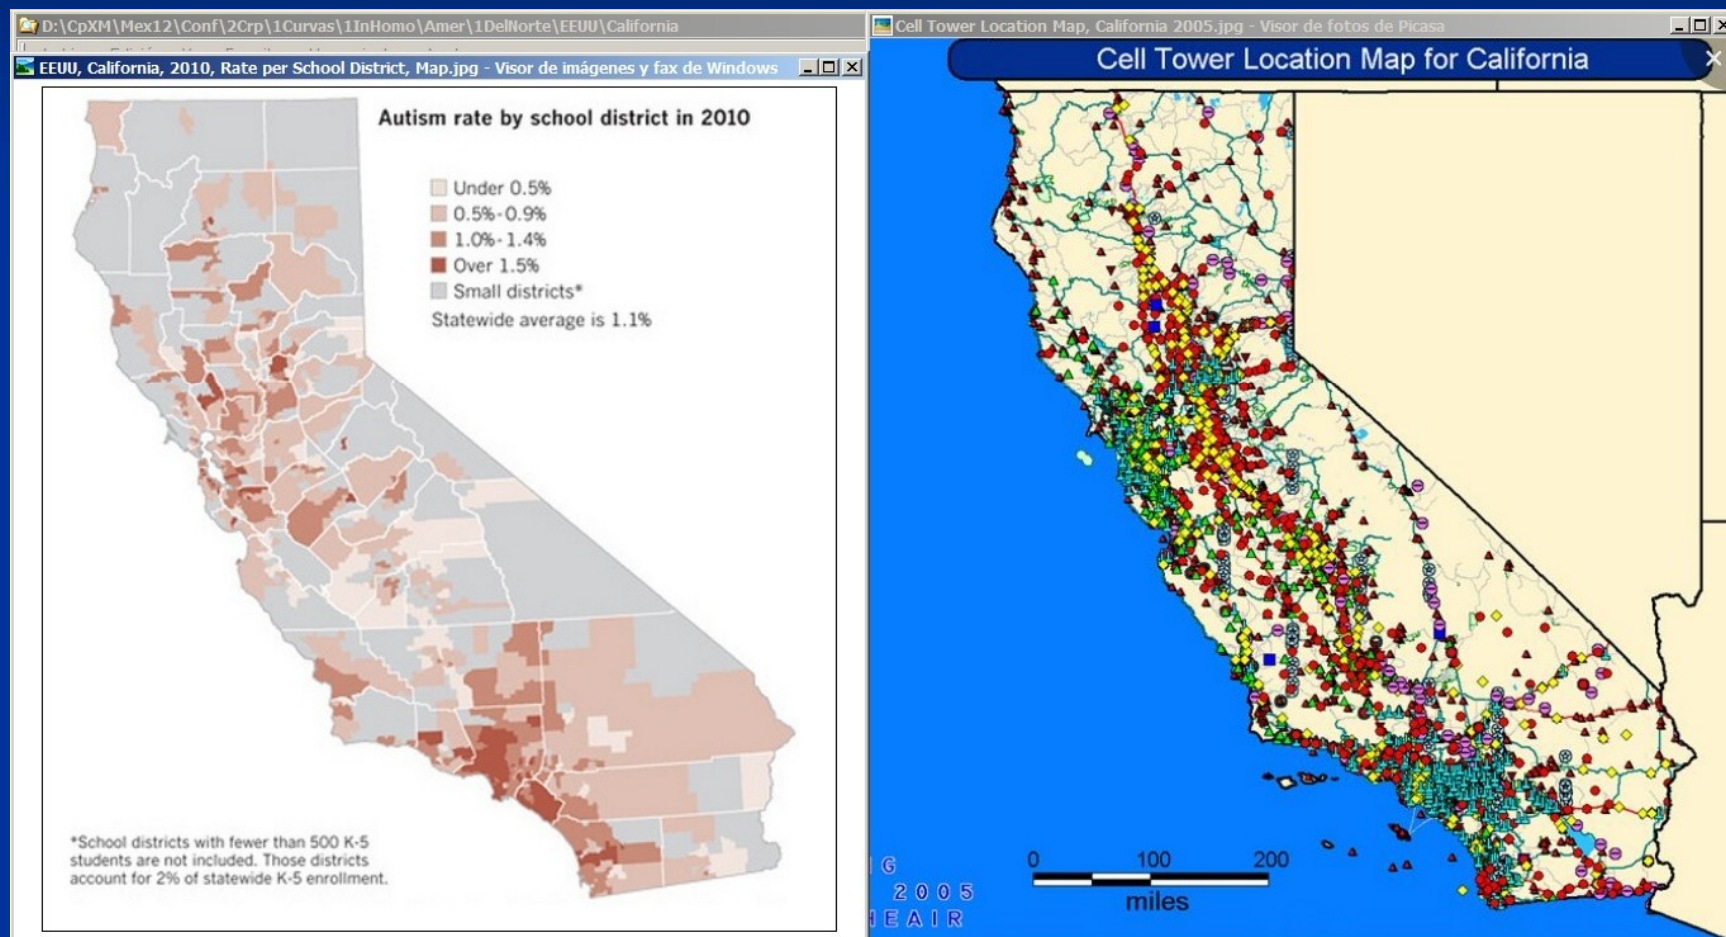 D:\CpXM\Mex12\Conf\2Crp\1Curvas\1InHomo\Amer\1DelNorte\EEUU\California
EEUU, California, 2010, Rate per School District, Map.jpg - Visor de imágenes y fax de Windows
Autism rate by school district in 2010
Under 0.5%
0.5%-0.9%
1.0%-1.4%
Over 1.5%
Small districts*
Statewide average is 1.1%
*School districts with fewer than 500 K-5
students are not included. Those districts
account for 2% of statewide K-5 enrollment.
Cell Tower Location Map, California 2005.jpg - Visor de fotos de Picasa
Cell Tower Location Map for California
0 100 200
miles
G
2005
HEAIR